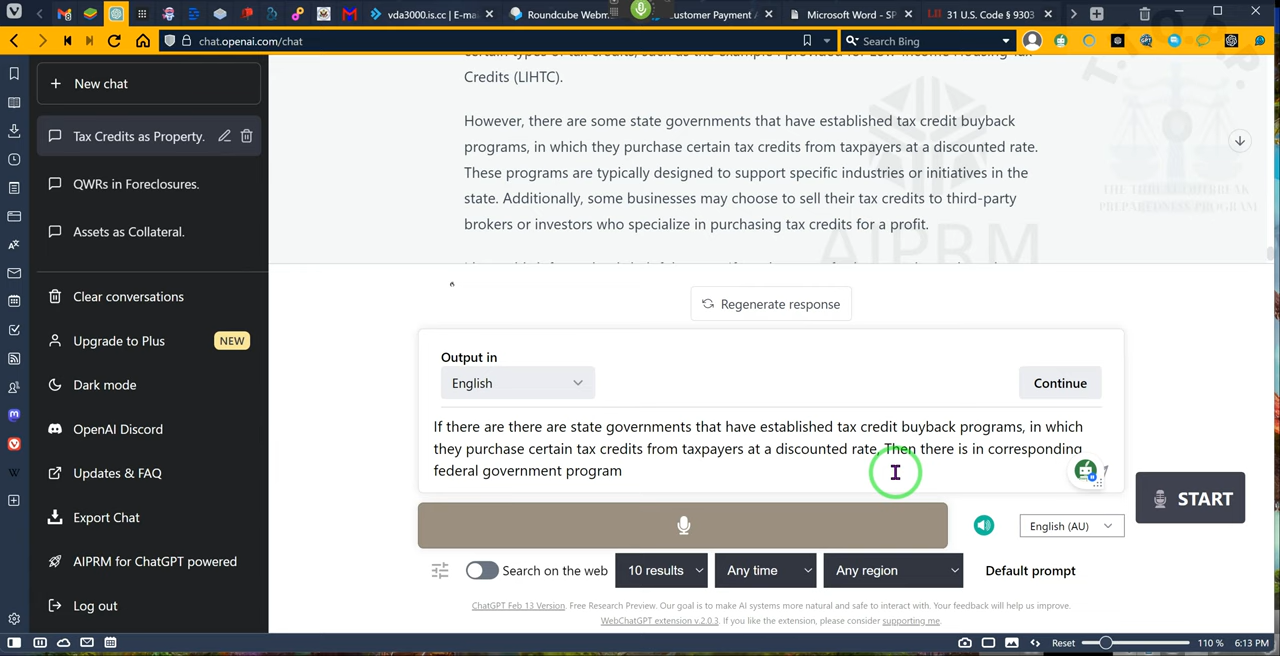 vda3000.is.cc | E-mai
Roundcube Webm
ustomer Payment A
Microsoft Word - SP
31 U.S. Code § 9303
chat.openai.com/chat
Search Bing
New chat
Tax Credits as Property.
QWRs in Foreclosures.
Assets as Collateral.
Clear conversations
Upgrade to Plus
NEW
Dark mode
OpenAI Discord
Updates & FAQ
Export Chat
AIPRM for ChatGPT powered
Log out
Credits (LIHTC).
However, there are some state governments that have established tax credit buyback
programs, in which they purchase certain tax credits from taxpayers at a discounted rate.
These programs are typically designed to support specific industries or initiatives in the
state. Additionally, some businesses may choose to sell their tax credits to third-party
brokers or investors who specialize in purchasing tax credits for a profit.
AIPRM
Regenerate response
Output in
English
Continue
If there are there are state governments that have established tax credit buyback programs, in which
they purchase certain tax credits from taxpayers at a discounted rate, Then there is in corresponding
federal government program
START
English (AU)
Search on the web
10 results
Any time
Any region
Default prompt
ChatGPT Feb 13 Version. Free Research Preview. Our goal is to make AI systems more natural and safe to interact with. Your feedback will help us improve.
WebChatGPT extension v.2.0.3. If you like the extension, please consider supporting me.
Reset
110 %
6:13 PM